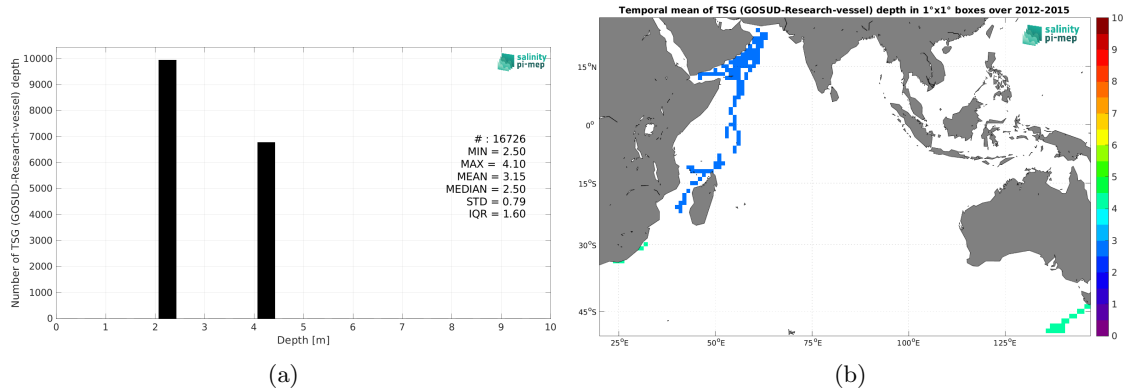 10000
9000
8000
7000
6000
5000
4000
3000
2000
1000
0
Number of TSG (GOSUD-Research-vessel) depth
salinity
pi-mep
# : 16726
MIN = 2.50
MAX = 4.10
MEAN = 3.15
MEDIAN = 2.50
STD = 0.79
IQR = 1.60
0 1 2 3 4 5 6 7 8 9 10
Depth [m]
(a)
Temporal mean of TSG (GOSUD-Research-vessel) depth in 1°x1° boxes over 2012-2015
salinity
pi-mep
15°N
0°
15°S
30°S
45°S
25°E 50°E 75°E 100°E 125°E
10
9
8
7
6
5
4
3
2
1
0
(b)